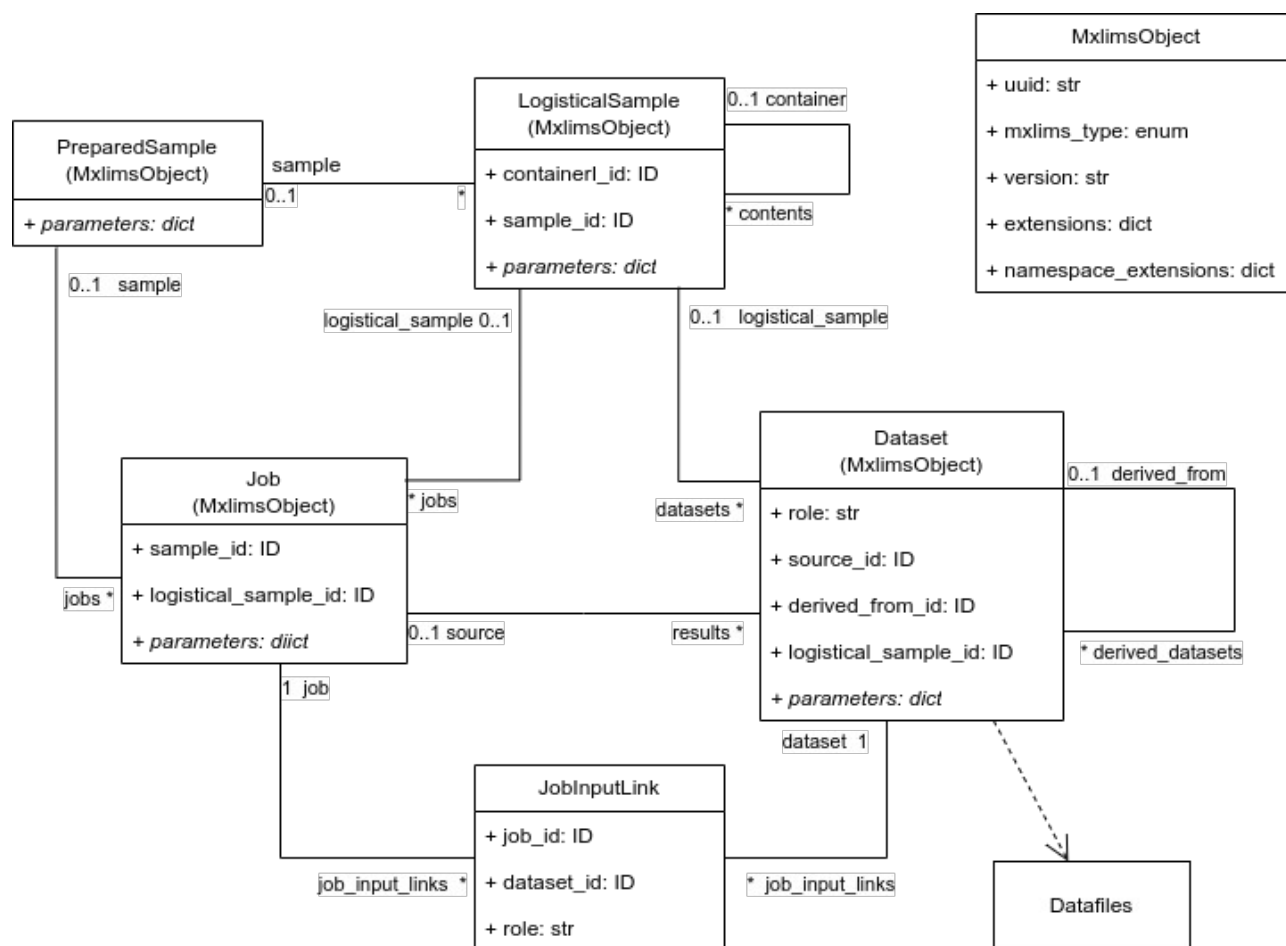 MxlimsObject
+ uuid: str
+ mxlims_type: enum
+ version: str
+ extensions: dict
+ namespace_extensions: dict
LogisticalSample
(MxlimsObject)
+ containerl_id: ID
+ sample_id: ID
+ parameters: dict
0..1 container
* contents
PreparedSample
(MxlimsObject)
+ parameters: dict
sample
0..1
*
0..1 sample
logistical_sample 0..1
0..1 logistical_sample
Job
(MxlimsObject)
+ sample_id: ID
+ logistical_sample_id: ID
+ parameters: diict
* jobs
jobs *
datasets *
Dataset
(MxlimsObject)
+ role: str
+ source_id: ID
+ derived_from_id: ID
+ logistical_sample_id: ID
+ parameters: dict
0..1 derived_from
* derived_datasets
0..1 source
results *
1 job
dataset 1
JobInputLink
+ job_id: ID
+ dataset_id: ID
+ role: str
job_input_links *
* job_input_links
Datafiles